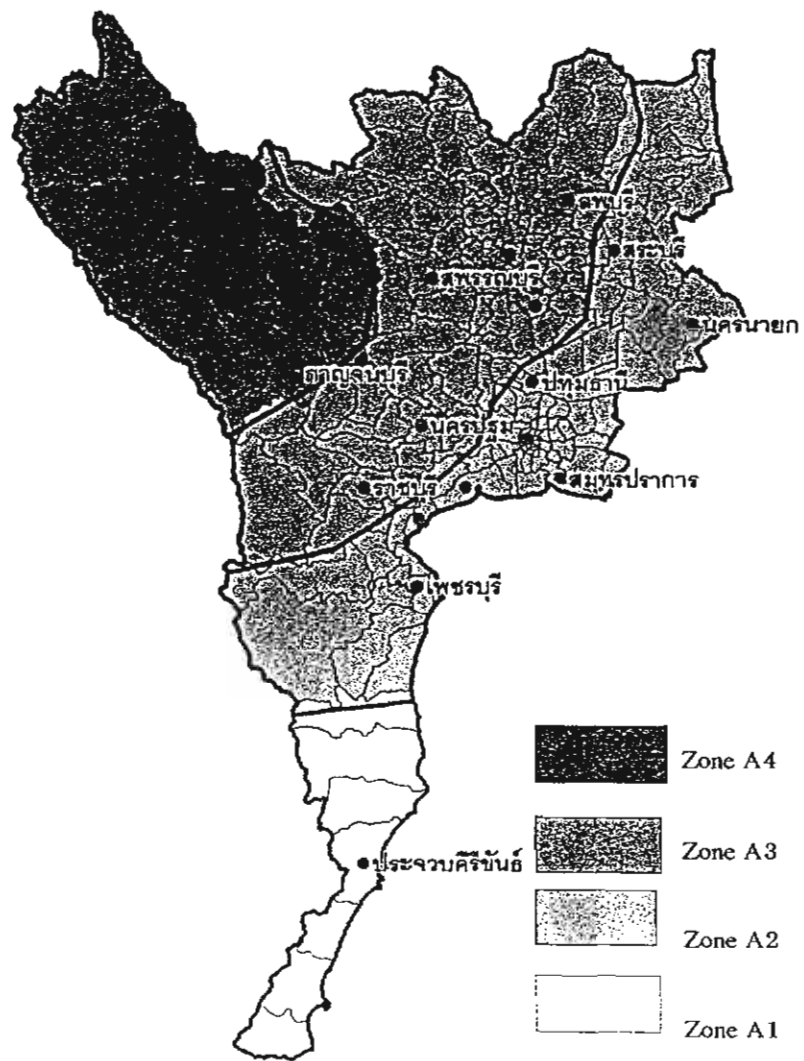 ลพบุรี
สระบุรี
สุพรรณบุรี
นครนายก
กาญจนบุรี
ปทุมธานี
นครปฐม
ราชบุรี
สมุทรปราการ
เพชรบุรี
Zone A4
Zone A3
ประจวบคีรีขันธ์
Zone A2
Zone A1